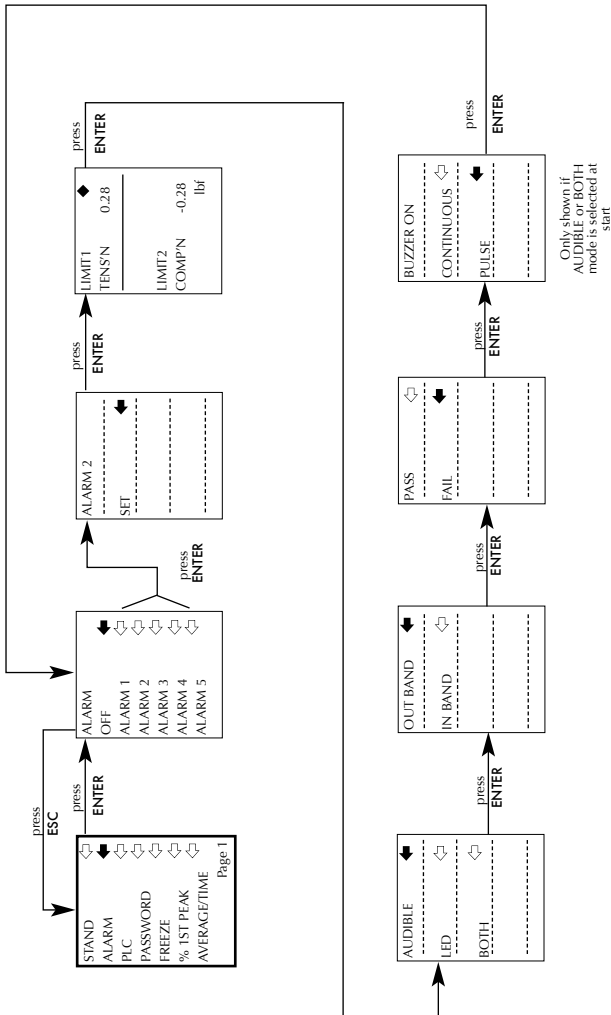 press
ESC
STAND
ALARM
PLC
PASSWORD
FREEZE
% 1ST PEAK
AVERAGE/TIME
Page 1
press
ENTER
ALARM
OFF
ALARM 1
ALARM 2
ALARM 3
ALARM 4
ALARM 5
press
ENTER
ALARM 2
SET
press
ENTER
LIMIT1
TENS'N 0.28
LIMIT2
COMP'N -0.28
lbf
press
ENTER
AUDIBLE
LED
BOTH
press
ENTER
OUT BAND
IN BAND
press
ENTER
PASS
FAIL
press
ENTER
BUZZER ON
CONTINUOUS
PULSE
press
ENTER
Only shown if
AUDIBLE or BOTH
mode is selected at
start